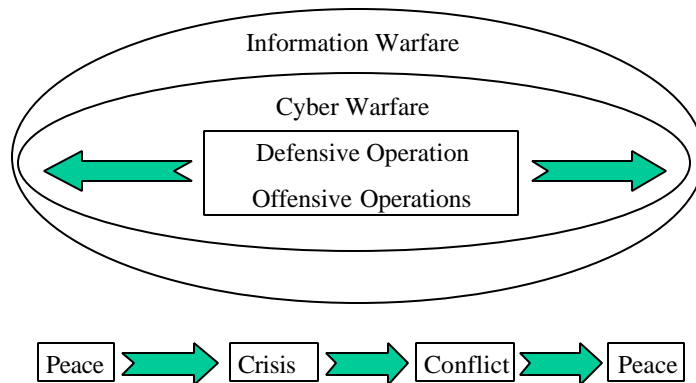 Information Warfare
Cyber Warfare
Defensive Operation
Offensive Operations
Peace Crisis Conflict Peace